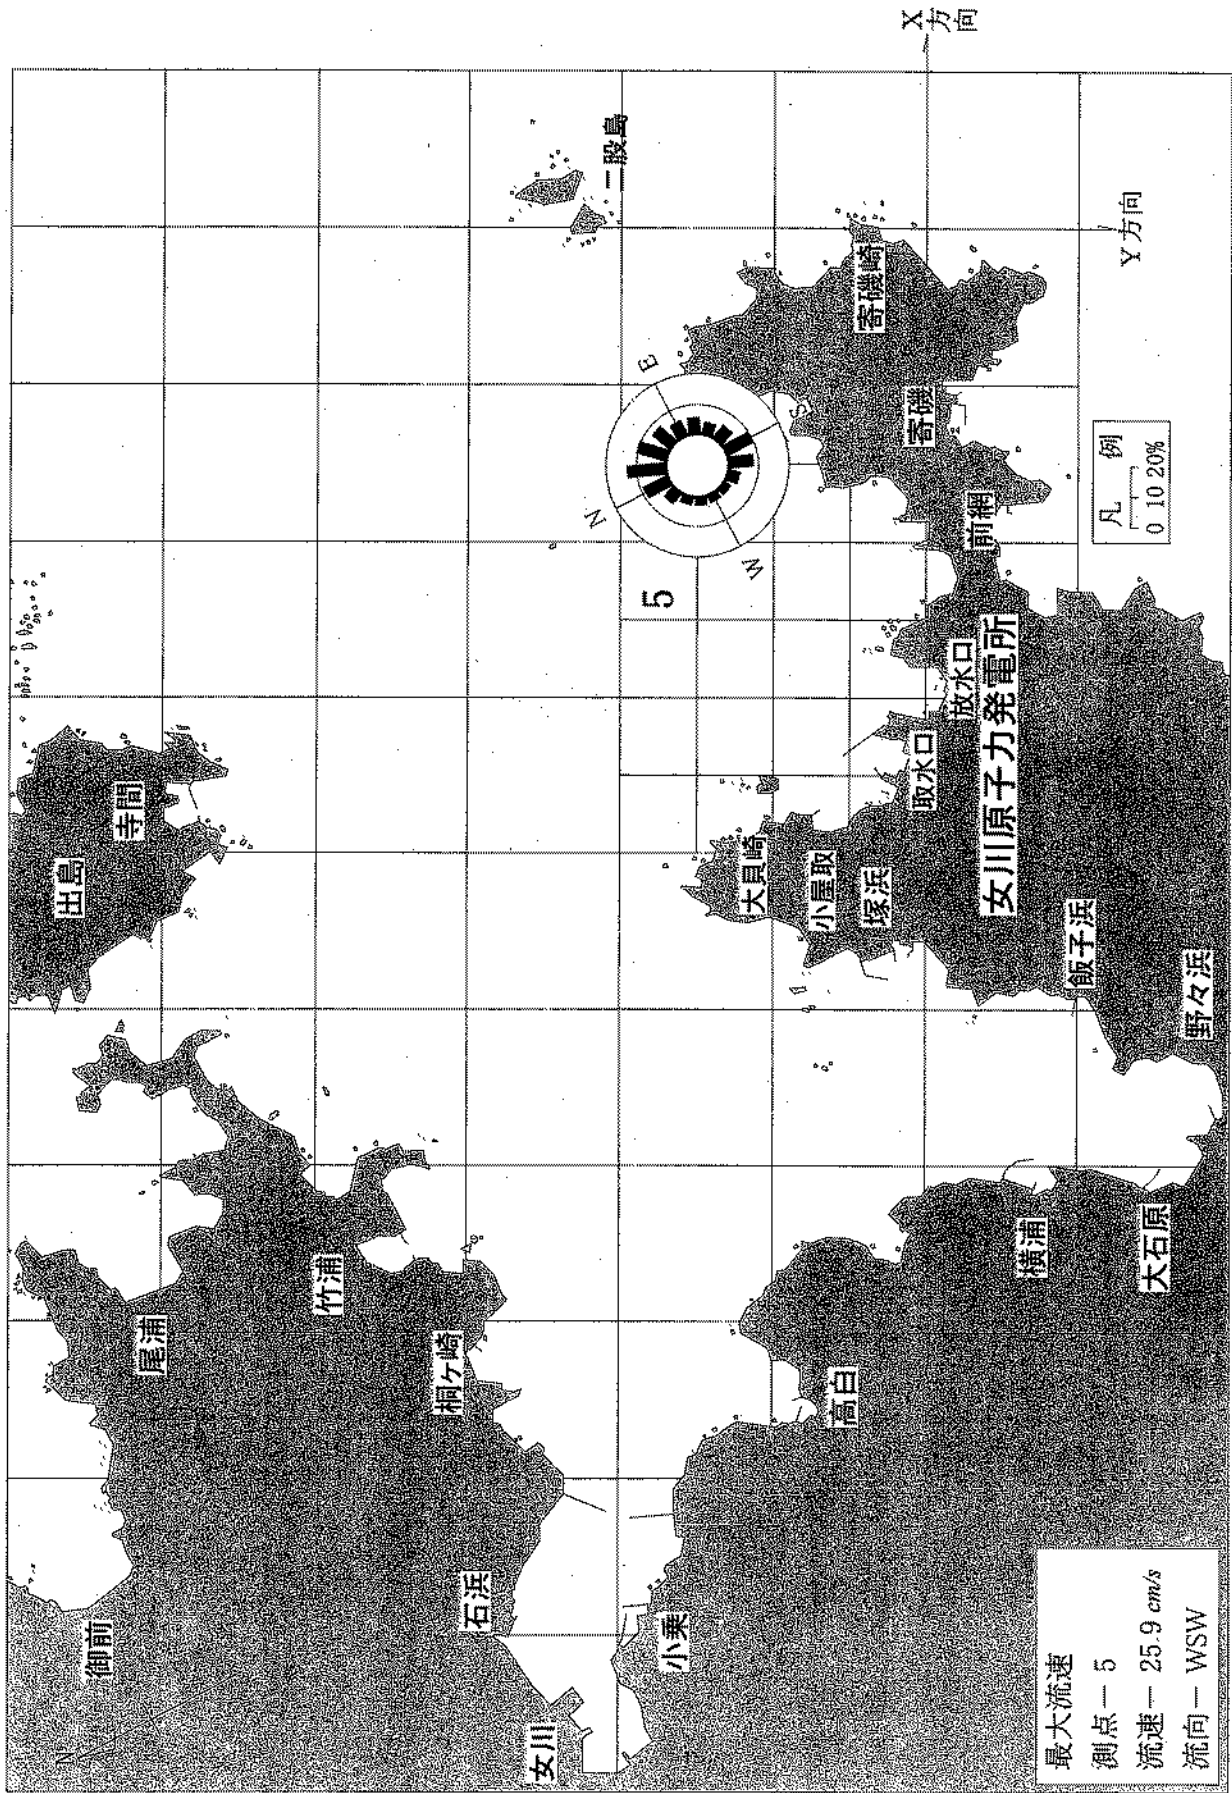 X方向
Y方向
二股島
寄磯崎
寄磯
前網
凡 例
0 10 20%
N
E
S
W
5
出島
寺間
大貝崎
小屋取
塚浜
取水口
放水口
女川原子力発電所
飯子浜
野々浜
尾浦
竹浦
桐ケ崎
御前
石浜
女川
小乗
高白
横浦
大石原
N
最大流速
測点－5
流速－25.9 cm/s
流向－WSW